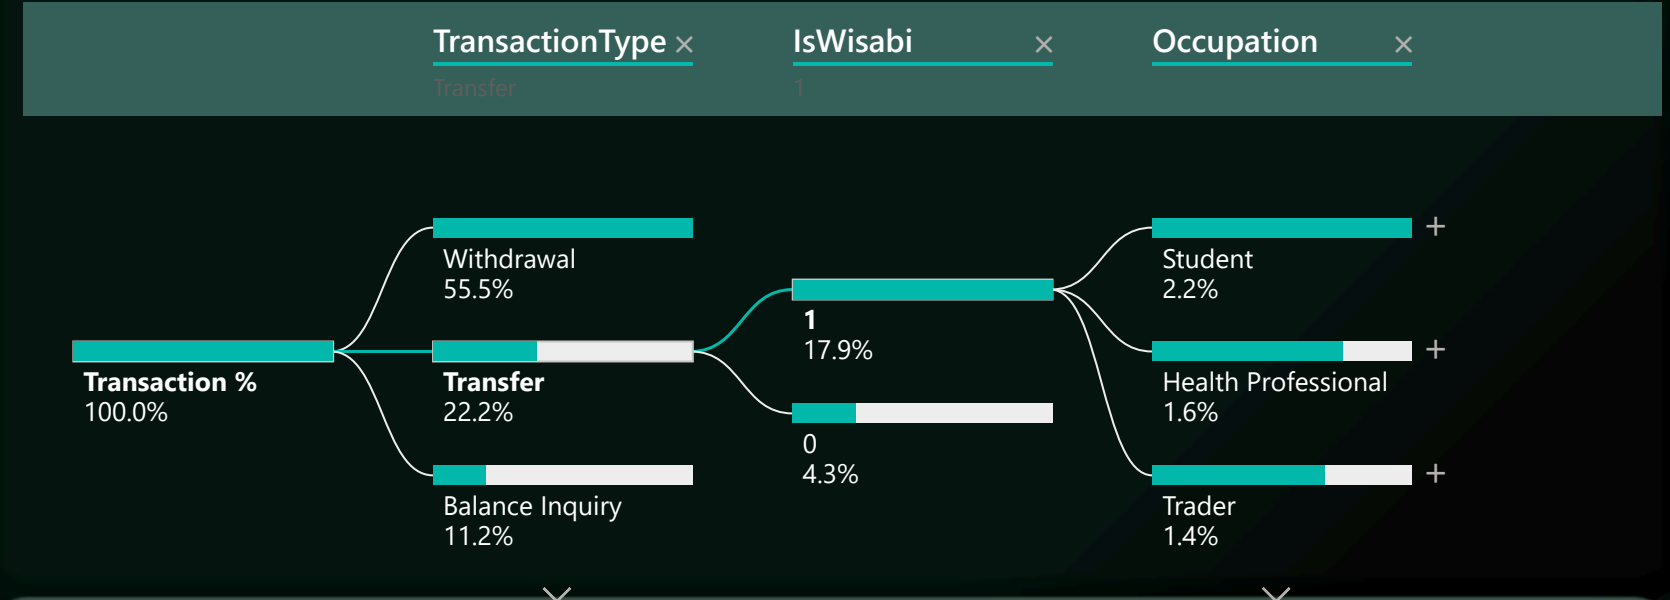 TransactionType ×
IsWisabi ×
Occupation ×
Transfer
1
Withdrawal
55.5%
Transaction %
100.0%
Transfer
22.2%
Balance Inquiry
11.2%
1
17.9%
0
4.3%
Student
2.2%
+
Health Professional
1.6%
+
Trader
1.4%
+